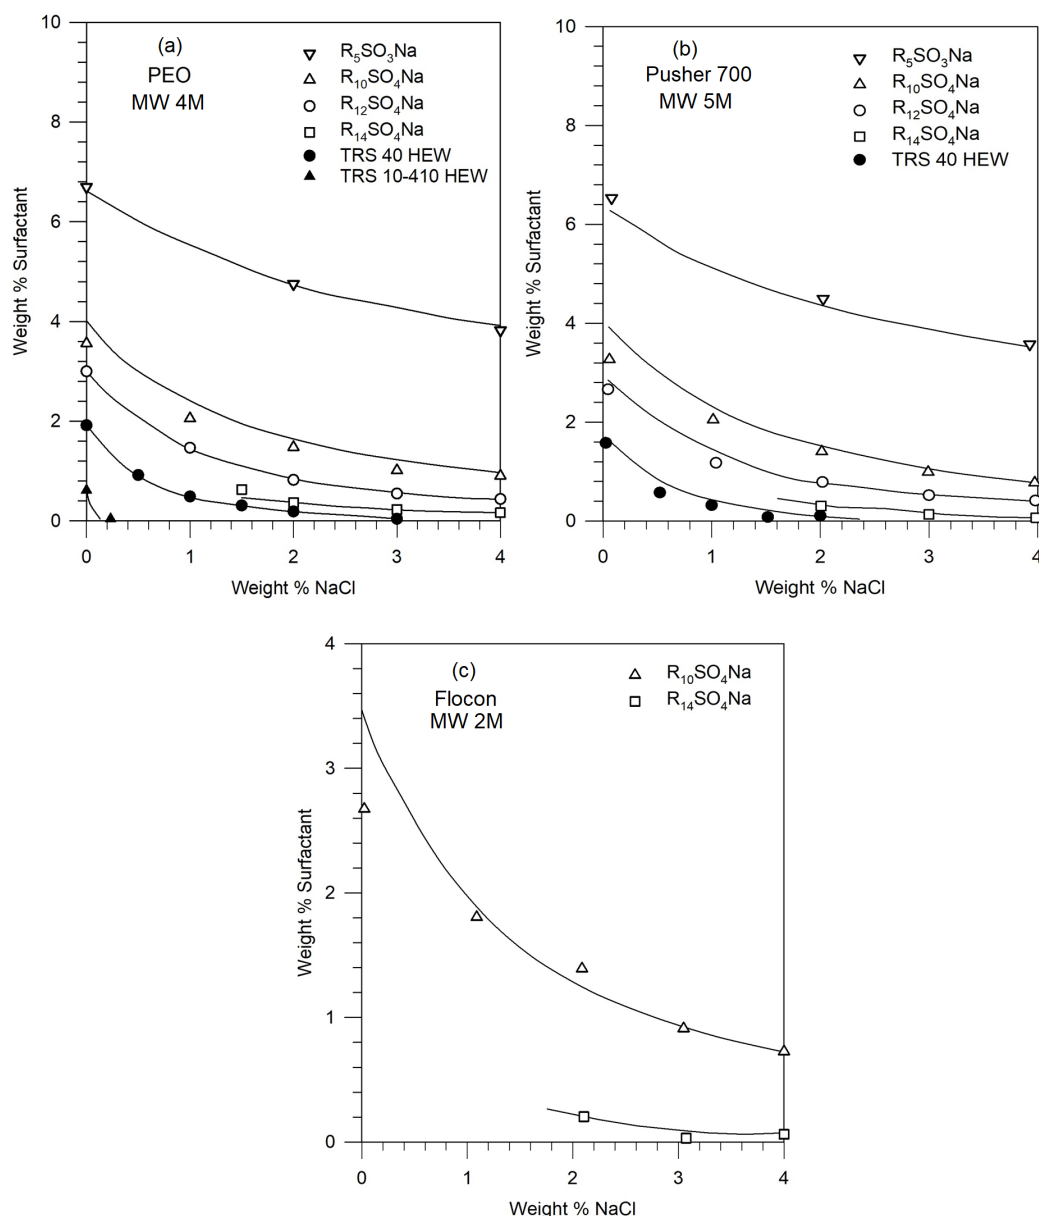 (a)
PEO
MW 4M
R₅SO₃Na
R₁₀SO₄Na
R₁₂SO₄Na
R₁₄SO₄Na
TRS 40 HEW
TRS 10-410 HEW
10
8
6
4
2
0
Weight % Surfactant
0 1 2 3 4
Weight % NaCl
(b)
Pusher 700
MW 5M
R₅SO₃Na
R₁₀SO₄Na
R₁₂SO₄Na
R₁₄SO₄Na
TRS 40 HEW
10
8
6
4
2
0
Weight % Surfactant
0 1 2 3 4
Weight % NaCl
(c)
Flocon
MW 2M
R₁₀SO₄Na
R₁₄SO₄Na
4
3
2
1
0
Weight % Surfactant
0 1 2 3 4
Weight % NaCl